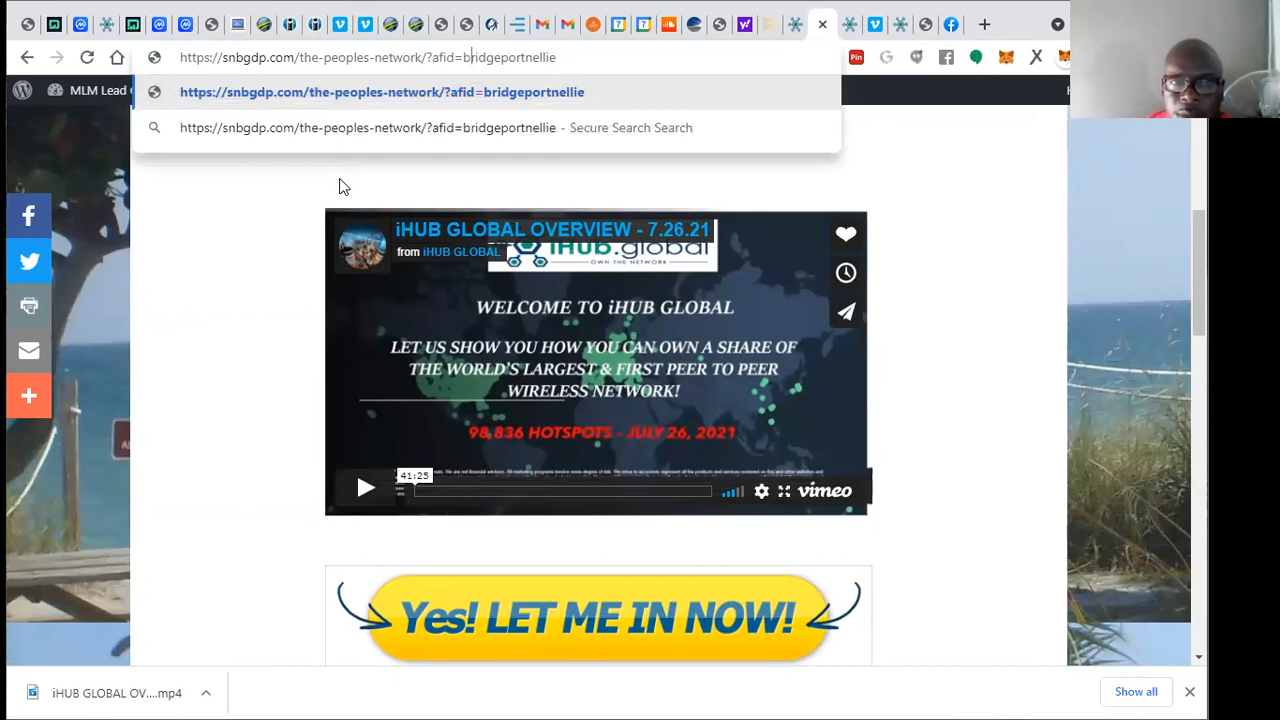 https://snbgdp.com/the-peoples-network/?afid=bridgeportnellie
https://snbgdp.com/the-peoples-network/?afid=bridgeportnellie
https://snbgdp.com/the-peoples-network/?afid=bridgeportnellie - Secure Search Search
MLM Lead
iHUB GLOBAL OVERVIEW - 7.26.21
from iHUB GLOBAL
iHUB.global
OWN THE NETWORK
WELCOME TO iHUB GLOBAL
LET US SHOW YOU HOW YOU CAN OWN A SHARE OF
THE WORLD'S LARGEST & FIRST PEER TO PEER
WIRELESS NETWORK!
98,836 HOTSPOTS - JULY 26, 2021
41:25
vimeo
Yes! LET ME IN NOW!
iHUB GLOBAL OV....mp4
Show all